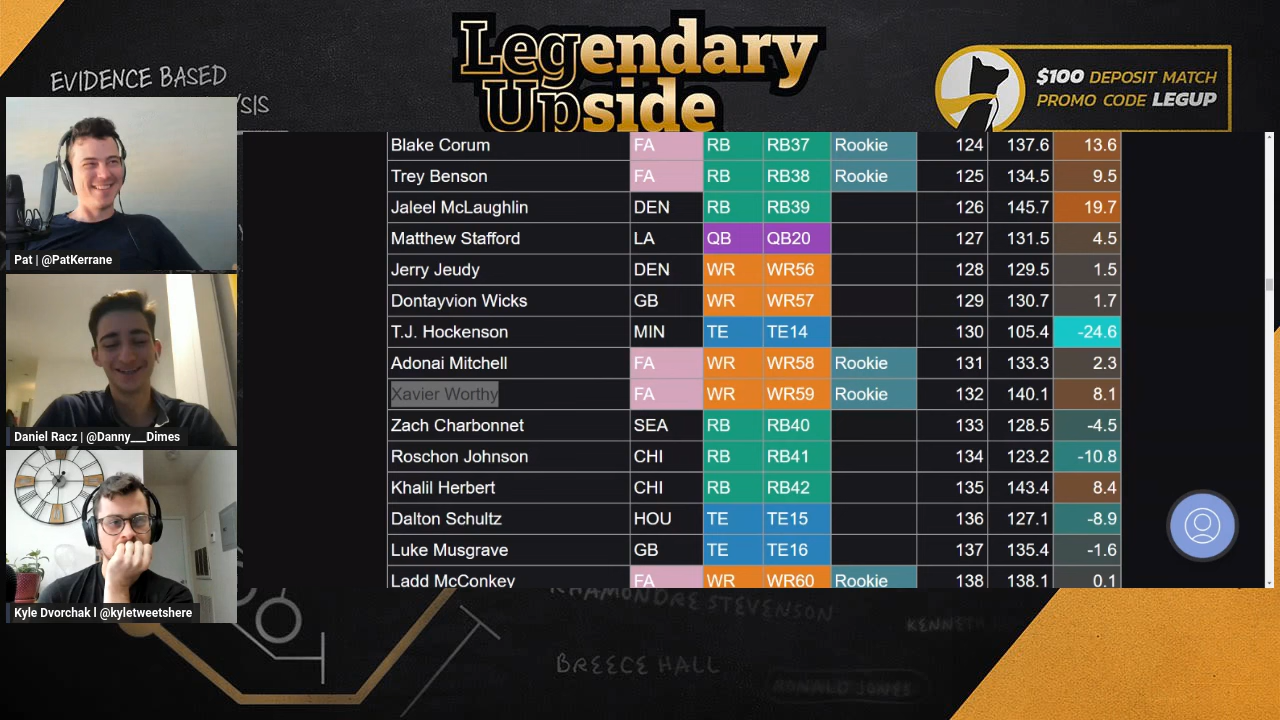 Legendary
Upside
EVIDENCE BASED
YSIS
$100 DEPOSIT MATCH
PROMO CODE LEGUP
Pat | @PatKerrane
Daniel Racz | @Danny___Dimes
Kyle Dvorchak l @kyletweetshere
Blake Corum FA RB RB37 Rookie 124 137.6 13.6
Trey Benson FA RB RB38 Rookie 125 134.5 9.5
Jaleel McLaughlin DEN RB RB39 126 145.7 19.7
Matthew Stafford LA QB QB20 127 131.5 4.5
Jerry Jeudy DEN WR WR56 128 129.5 1.5
Dontayvion Wicks GB WR WR57 129 130.7 1.7
T.J. Hockenson MIN TE TE14 130 105.4 -24.6
Adonai Mitchell FA WR WR58 Rookie 131 133.3 2.3
Xavier Worthy FA WR WR59 Rookie 132 140.1 8.1
Zach Charbonnet SEA RB RB40 133 128.5 -4.5
Roschon Johnson CHI RB RB41 134 123.2 -10.8
Khalil Herbert CHI RB RB42 135 143.4 8.4
Dalton Schultz HOU TE TE15 136 127.1 -8.9
Luke Musgrave GB TE TE16 137 135.4 -1.6
Ladd McConkey FA WR WR60 Rookie 138 138.1 0.1
RHAMONDRE STEVENSON
KENNETH
BREECE HALL
RONALD JONES